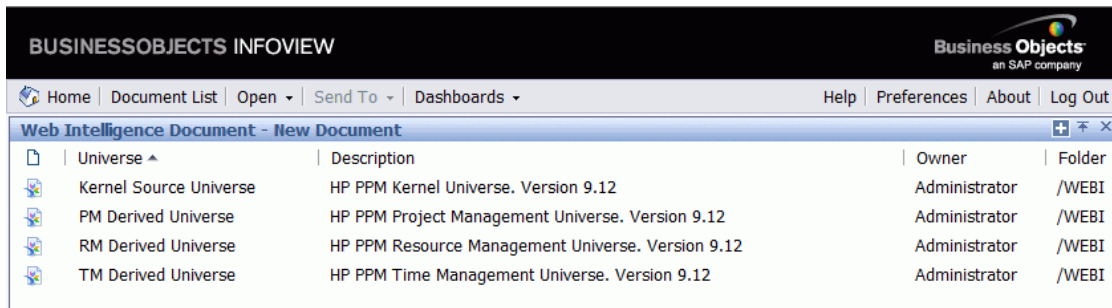 BUSINESSOBJECTS INFOVIEW
Business Objects
an SAP company
Home | Document List | Open | Send To | Dashboards Help | Preferences | About | Log Out
Web Intelligence Document - New Document
Universe Description Owner Folder
Kernel Source Universe HP PPM Kernel Universe. Version 9.12 Administrator /WEBI
PM Derived Universe HP PPM Project Management Universe. Version 9.12 Administrator /WEBI
RM Derived Universe HP PPM Resource Management Universe. Version 9.12 Administrator /WEBI
TM Derived Universe HP PPM Time Management Universe. Version 9.12 Administrator /WEBI